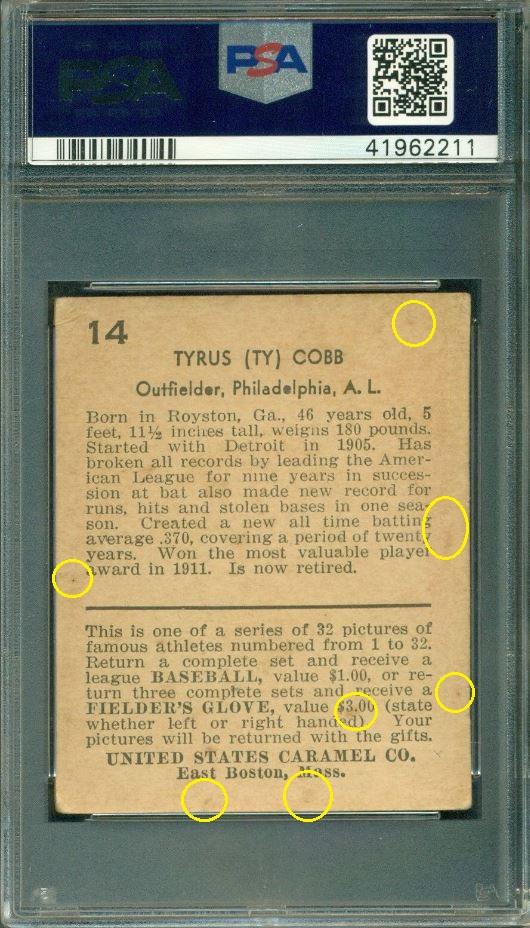 PSA
PSA
41962211
14
TYRUS (TY) COBB
Outfielder, Philadelphia, A. L.
Born in Royston, Ga., 46 years old, 5
feet, 11½ inches tall, weighs 180 pounds.
Started with Detroit in 1905. Has
broken all records by leading the Amer-
ican League for nine years in succes-
sion at bat also made new record for
runs, hits and stolen bases in one sea-
son. Created a new all time batting
average .370, covering a period of twenty
years. Won the most valuable player
award in 1911. Is now retired.
This is one of a series of 32 pictures of
famous athletes numbered from 1 to 32.
Return a complete set and receive a
league BASEBALL, value $1.00, or re-
turn three complete sets and receive a
FIELDER'S GLOVE, value $3.00 (state
whether left or right handed). Your
pictures will be returned with the gifts.
UNITED STATES CARAMEL CO.
East Boston, Mass.